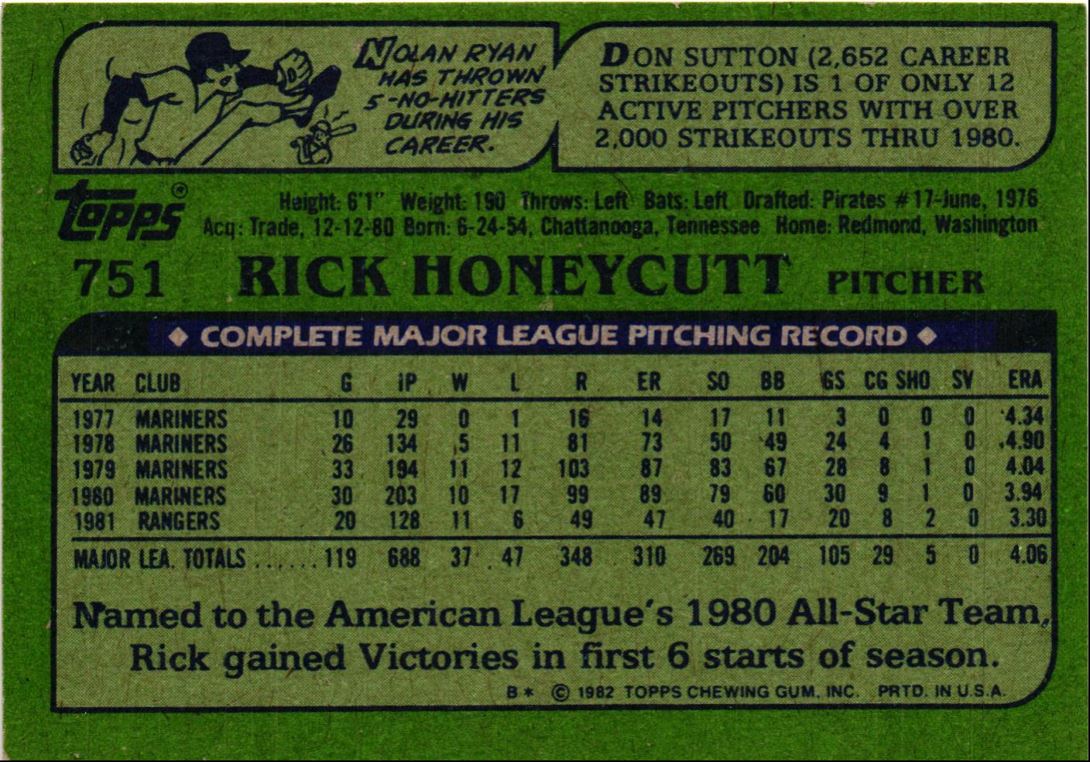 NOLAN RYAN
HAS THROWN
5-NO-HITTERS
DURING HIS
CAREER.
DON SUTTON (2,652 CAREER
STRIKEOUTS) IS 1 OF ONLY 12
ACTIVE PITCHERS WITH OVER
2,000 STRIKEOUTS THRU 1980.
Topps®
Height: 6'1" Weight: 190 Throws: Left Bats: Left Drafted: Pirates #17-June, 1976
Acq: Trade, 12-12-80 Born: 6-24-54, Chattanooga, Tennessee Home: Redmond, Washington
751 RICK HONEYCUTT PITCHER
◆ COMPLETE MAJOR LEAGUE PITCHING RECORD ◆
YEAR CLUB G IP W L R ER SO BB GS CG SHO SV ERA
1977 MARINERS 10 29 0 1 16 14 17 11 3 0 0 0 4.34
1978 MARINERS 26 134 5 11 81 73 50 49 24 4 1 0 4.90
1979 MARINERS 33 194 11 12 103 87 83 67 28 8 1 0 4.04
1980 MARINERS 30 203 10 17 99 89 79 60 30 9 1 0 3.94
1981 RANGERS 20 128 11 6 49 47 40 17 20 8 2 0 3.30
MAJOR LEA. TOTALS ...... 119 688 37 47 348 310 269 204 105 29 5 0 4.06
Named to the American League's 1980 All-Star Team,
Rick gained Victories in first 6 starts of season.
B* © 1982 TOPPS CHEWING GUM, INC. PRTD. IN U.S.A.